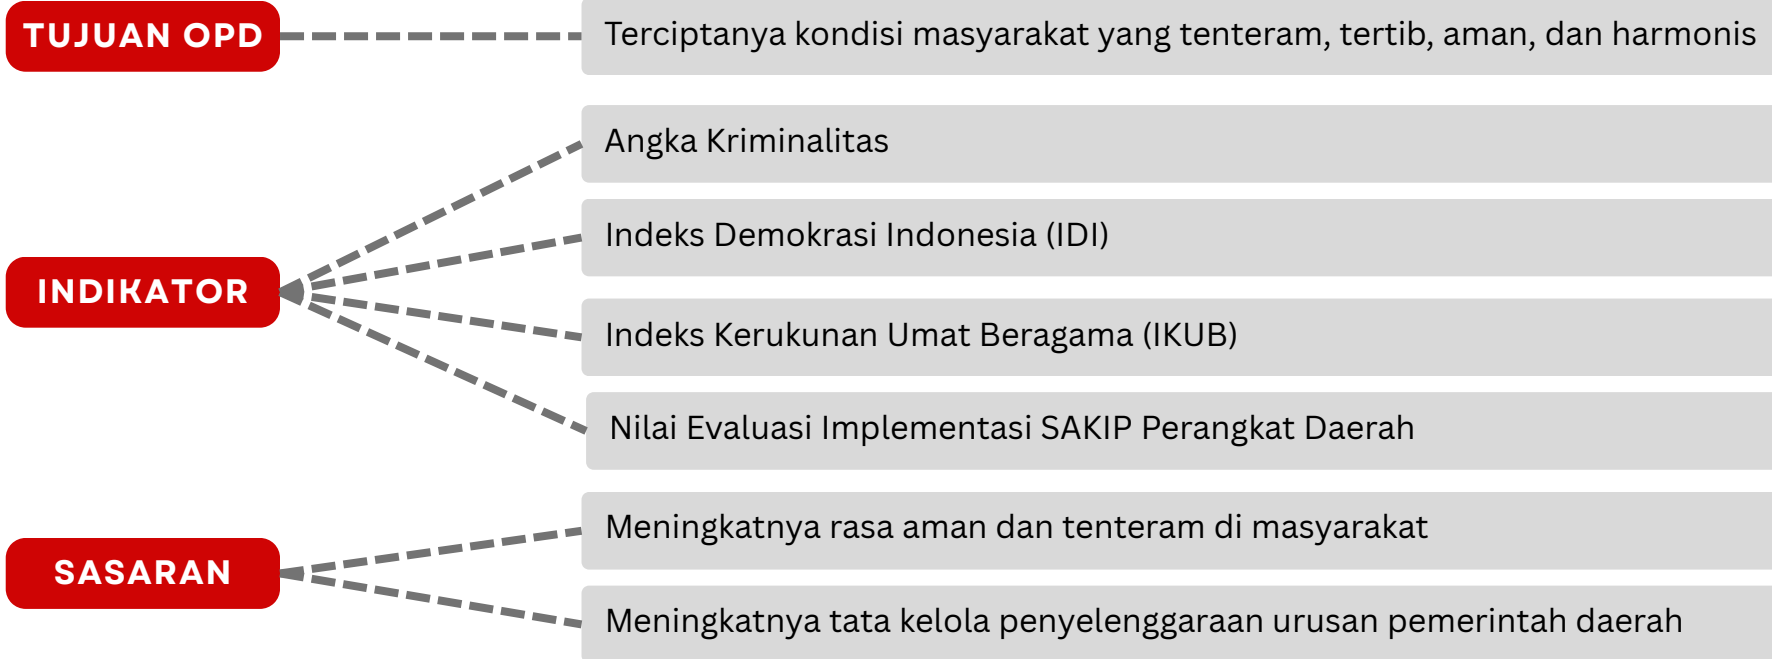 TUJUAN OPD
Terciptanya kondisi masyarakat yang tenteram, tertib, aman, dan harmonis
INDIKATOR
Angka Kriminalitas
Indeks Demokrasi Indonesia (IDI)
Indeks Kerukunan Umat Beragama (IKUB)
Nilai Evaluasi Implementasi SAKIP Perangkat Daerah
SASARAN
Meningkatnya rasa aman dan tenteram di masyarakat
Meningkatnya tata kelola penyelenggaraan urusan pemerintah daerah